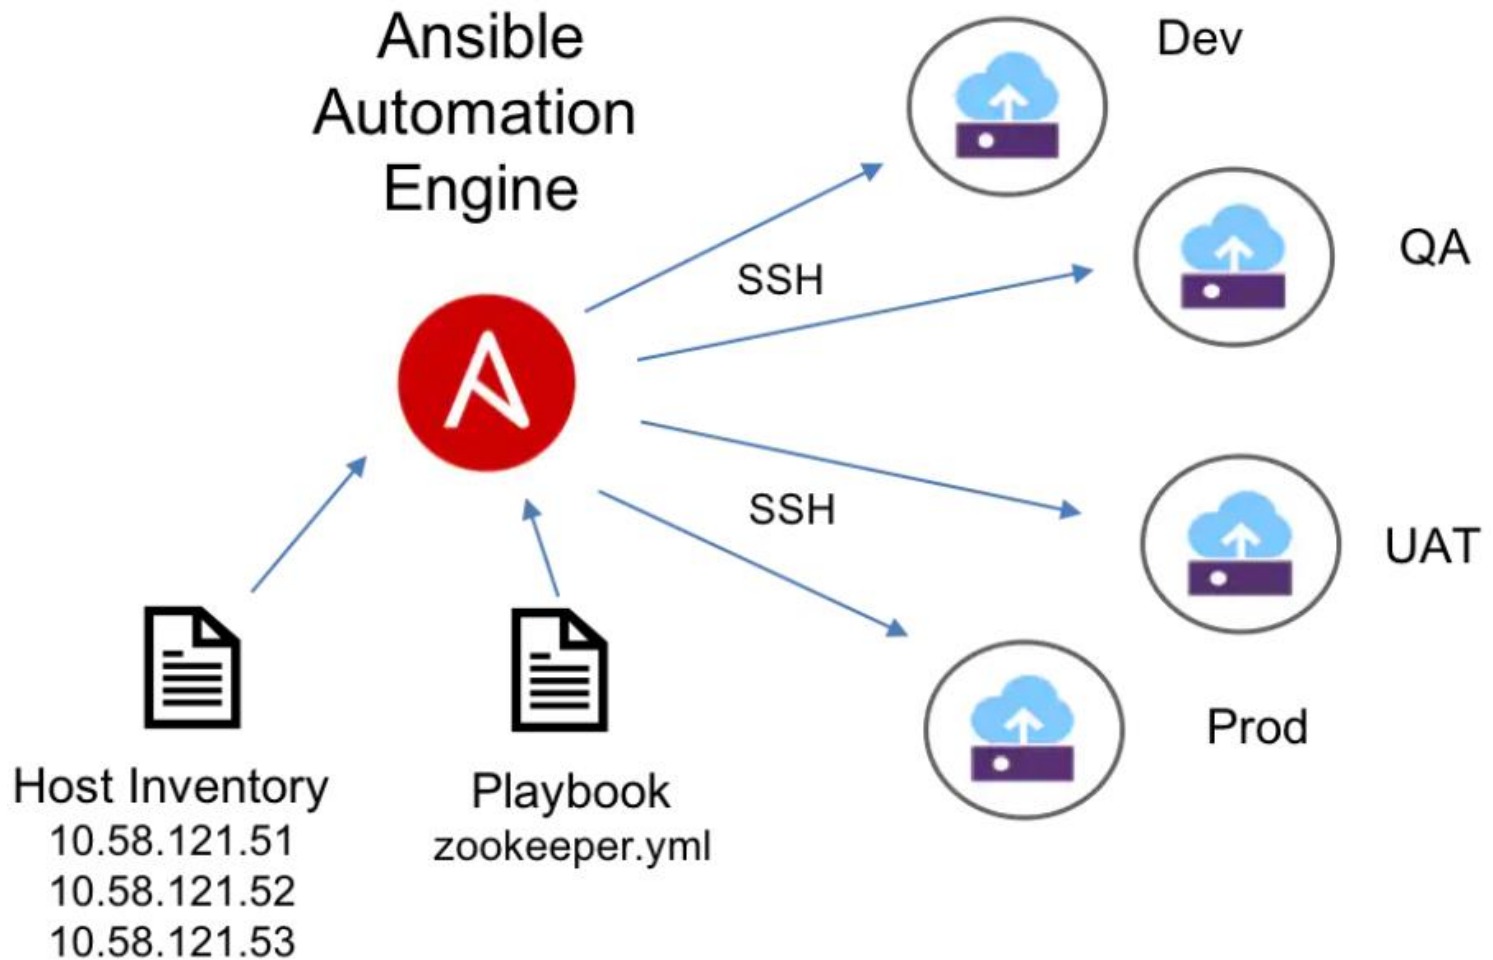 Ansible
Automation
Engine
Dev
QA
SSH
SSH
UAT
Prod
Host Inventory
10.58.121.51
10.58.121.52
10.58.121.53
Playbook
zookeeper.yml